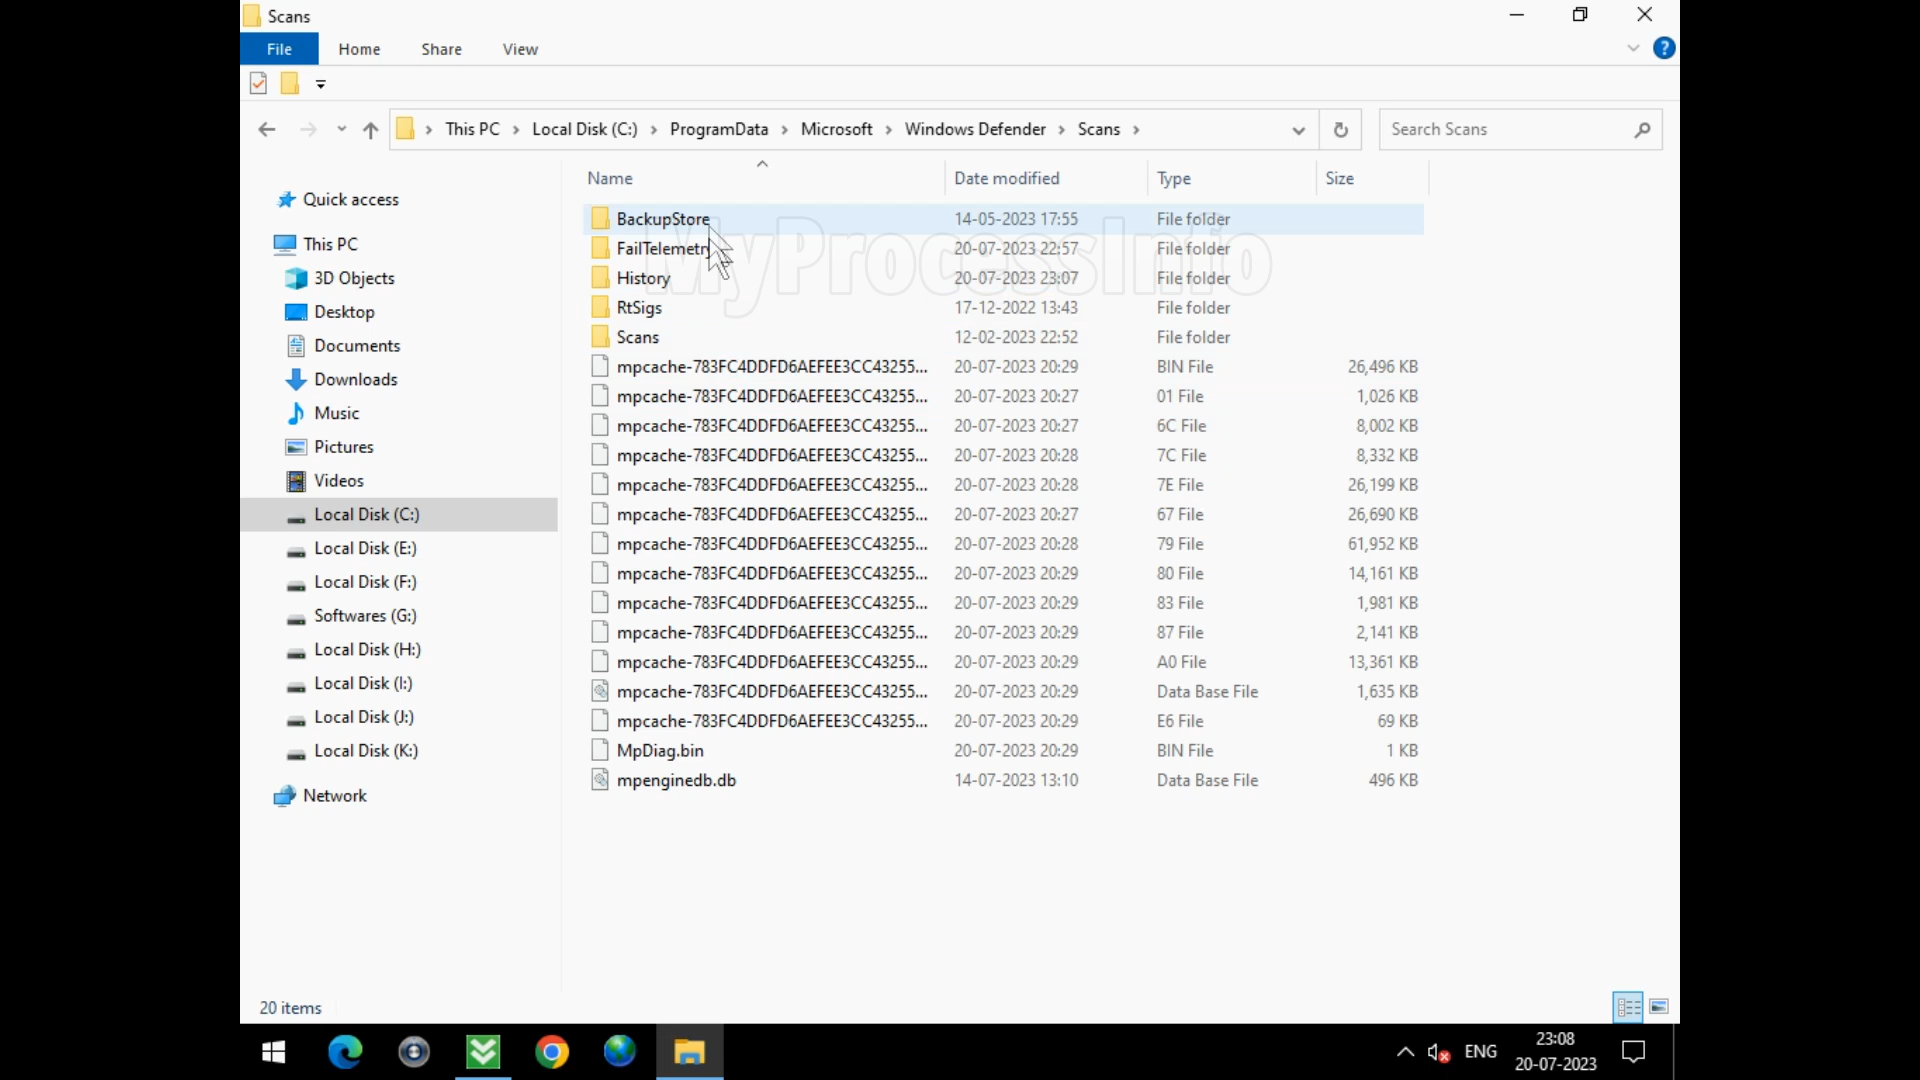 Scans
File Home Share View
This PC Local Disk (C:) ProgramData Microsoft Windows Defender Scans
Search Scans
Name Date modified Type Size
Quick access
This PC
3D Objects
Desktop
Documents
Downloads
Music
Pictures
Videos
Local Disk (C:)
Local Disk (E:)
Local Disk (F:)
Softwares (G:)
Local Disk (H:)
Local Disk (I:)
Local Disk (J:)
Local Disk (K:)
Network
BackupStore 14-05-2023 17:55 File folder
FailTelemetr 20-07-2023 22:57 File folder
MyProcessInfo
History 20-07-2023 23:07 File folder
RtSigs 17-12-2022 13:43 File folder
Scans 12-02-2023 22:52 File folder
mpcache-783FC4DDFD6AEFEE3CC43255... 20-07-2023 20:29 BIN File 26,496 KB
mpcache-783FC4DDFD6AEFEE3CC43255... 20-07-2023 20:27 01 File 1,026 KB
mpcache-783FC4DDFD6AEFEE3CC43255... 20-07-2023 20:27 6C File 8,002 KB
mpcache-783FC4DDFD6AEFEE3CC43255... 20-07-2023 20:28 7C File 8,332 KB
mpcache-783FC4DDFD6AEFEE3CC43255... 20-07-2023 20:28 7E File 26,199 KB
mpcache-783FC4DDFD6AEFEE3CC43255... 20-07-2023 20:27 67 File 26,690 KB
mpcache-783FC4DDFD6AEFEE3CC43255... 20-07-2023 20:28 79 File 61,952 KB
mpcache-783FC4DDFD6AEFEE3CC43255... 20-07-2023 20:29 80 File 14,161 KB
mpcache-783FC4DDFD6AEFEE3CC43255... 20-07-2023 20:29 83 File 1,981 KB
mpcache-783FC4DDFD6AEFEE3CC43255... 20-07-2023 20:29 87 File 2,141 KB
mpcache-783FC4DDFD6AEFEE3CC43255... 20-07-2023 20:29 A0 File 13,361 KB
mpcache-783FC4DDFD6AEFEE3CC43255... 20-07-2023 20:29 Data Base File 1,635 KB
mpcache-783FC4DDFD6AEFEE3CC43255... 20-07-2023 20:29 E6 File 69 KB
MpDiag.bin 20-07-2023 20:29 BIN File 1 KB
mpenginedb.db 14-07-2023 13:10 Data Base File 496 KB
20 items
ENG
23:08
20-07-2023